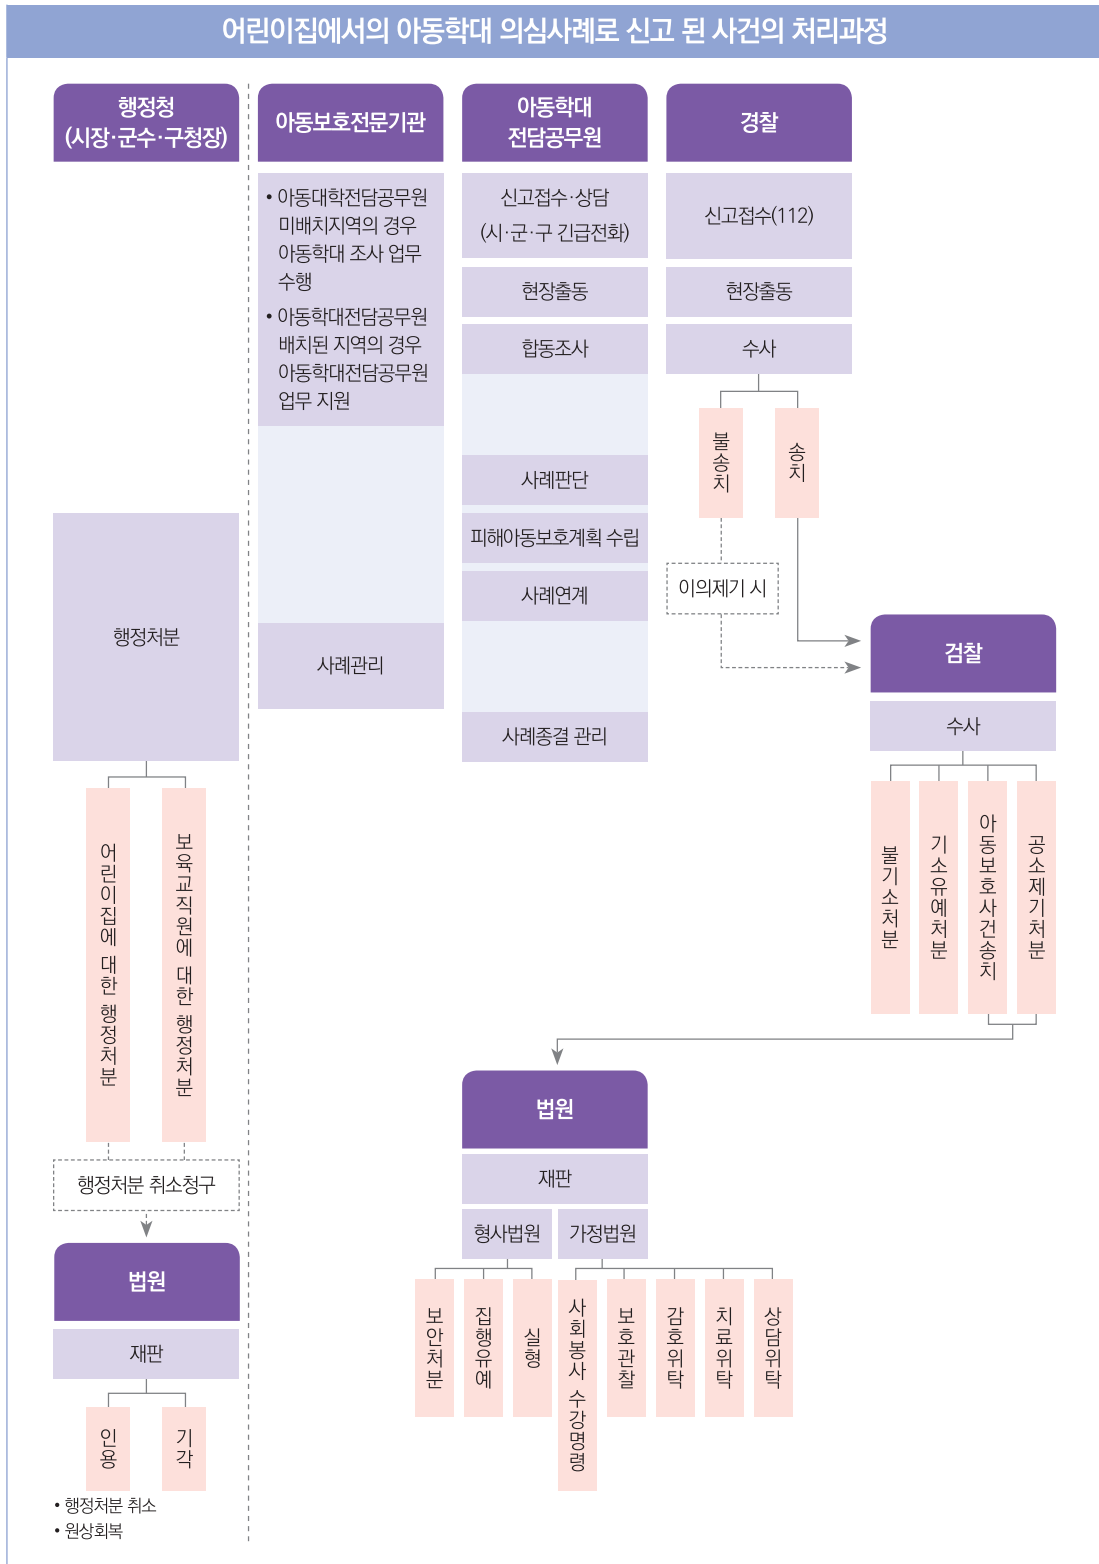 어린이집에서의 아동학대 의심사례로 신고 된 사건의 처리과정
행정청
(시장·군수·구청장)
행정처분
어린이집에 대한 행정처분
보육교직원에 대한 행정처분
행정처분 취소청구
법원
재판
인용
기각
• 행정처분 취소
• 원상회복
아동보호전문기관
• 아동대학전담공무원
미배치지역의 경우
아동학대 조사 업무
수행
• 아동학대전담공무원
배치된 지역의 경우
아동학대전담공무원
업무 지원
사례관리
아동학대
전담공무원
신고접수·상담
(시·군·구 긴급전화)
현장출동
합동조사
사례판단
피해아동보호계획 수립
사례연계
사례종결 관리
경찰
신고접수(112)
현장출동
수사
불송치
송치
이의제기 시
검찰
수사
불기소처분
기소유예처분
아동보호사건송치
공소제기처분
법원
재판
형사법원
가정법원
보안처분
집행유예
실형
사회봉사 수강명령
보호관찰
감호위탁
치료위탁
상담위탁